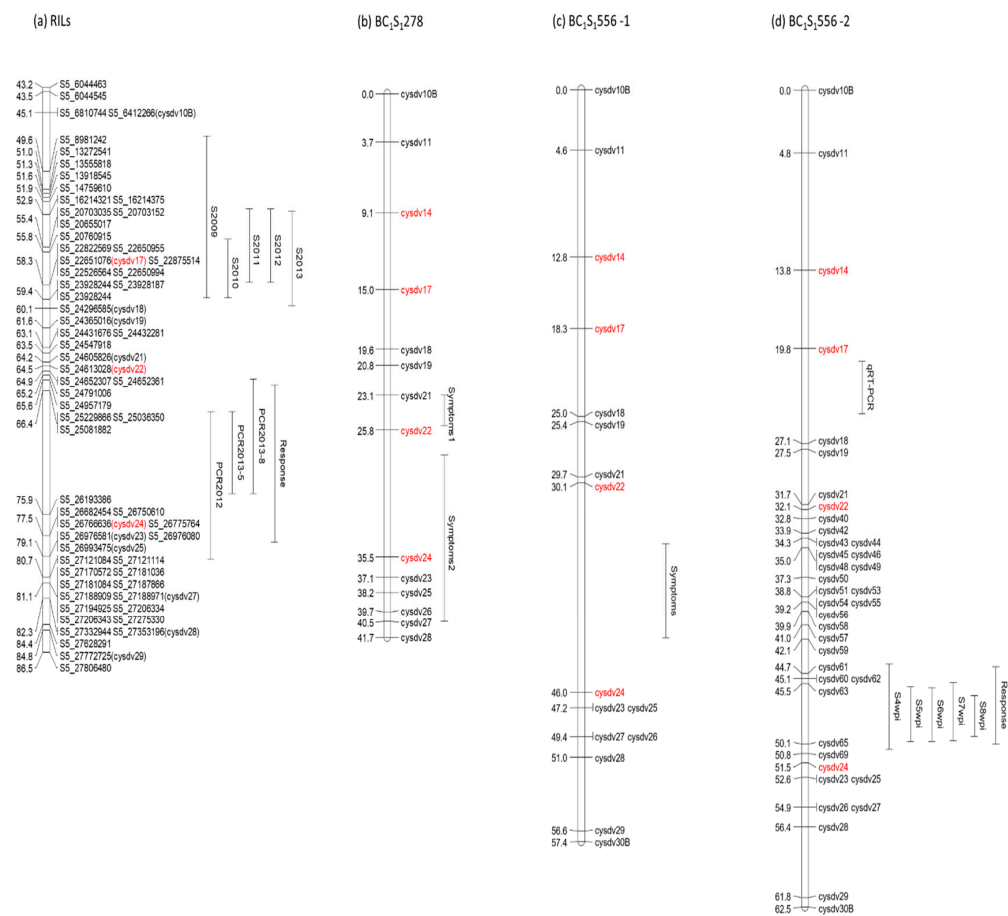 (a) RILs
43.2 S5_6044463
43.5 S5_6044545
45.1 S5_6810744 S5_6412266(cysdv10B)
49.6 S5_8981242
51.0 S5_13272541
51.3 S5_13555818
51.6 S5_13918545
51.9 S5_14759610
52.9 S5_16214321 S5_16214375
55.4 S5_20703035 S5_20703152
S5_20655017
55.8 S5_20760915
S5_22822569 S5_22650955
58.3 S5_22651076(cysdv17) S5_22875514
S5_22526564 S5_22650994
S5_23928244 S5_23928187
59.4 S5_23928244
60.1 S5_24296585(cysdv18)
61.6 S5_24365016(cysdv19)
63.1 S5_24431676 S5_24432281
63.5 S5_24547918
64.2 S5_24605826(cysdv21)
64.5 S5_24613028(cysdv22)
64.9 S5_24652307 S5_24652361
65.2 S5_24791006
65.6 S5_24957179
66.4 S5_25229866 S5_25036350
S5_25081882
75.9 S5_26193386
S5_26682454 S5_26750610
77.5 S5_26766636(cysdv24) S5_26775764
S5_26976581(cysdv23) S5_26976080
79.1 S5_26993475(cysdv25)
80.7 S5_27121084 S5_27121114
S5_27170572 S5_27181036
S5_27181084 S5_27187866
81.1 S5_27188909 S5_27188971(cysdv27)
S5_27194925 S5_27206334
S5_27206343 S5_27275330
82.3 S5_27332944 S5_27353196(cysdv28)
84.4 S5_27628291
84.8 S5_27772725(cysdv29)
86.5 S5_27806480
S2009
S2010
S2011
S2012
S2013
PCR2012
PCR2013-5
PCR2013-8
Response
(b) BC1S1278
0.0 cysdv10B
3.7 cysdv11
9.1 cysdv14
15.0 cysdv17
19.6 cysdv18
20.8 cysdv19
23.1 cysdv21
25.8 cysdv22
35.5 cysdv24
37.1 cysdv23
38.2 cysdv25
39.7 cysdv26
40.5 cysdv27
41.7 cysdv28
Symptoms1
Symptoms2
(c) BC1S1556 -1
0.0 cysdv10B
4.6 cysdv11
12.8 cysdv14
18.3 cysdv17
25.0 cysdv18
25.4 cysdv19
29.7 cysdv21
30.1 cysdv22
46.0 cysdv24
47.2 cysdv23 cysdv25
49.4 cysdv27 cysdv26
51.0 cysdv28
56.6 cysdv29
57.4 cysdv30B
Symptoms
(d) BC1S1556 -2
0.0 cysdv10B
4.8 cysdv11
13.8 cysdv14
19.8 cysdv17
27.1 cysdv18
27.5 cysdv19
31.7 cysdv21
32.1 cysdv22
32.8 cysdv40
33.9 cysdv42
34.3 cysdv43 cysdv44
35.0 cysdv45 cysdv46
cysdv48 cysdv49
37.3 cysdv50
38.8 cysdv51 cysdv53
39.2 cysdv54 cysdv55
cysdv56
39.9 cysdv58
41.0 cysdv57
42.1 cysdv59
44.7 cysdv61
45.1 cysdv60 cysdv62
45.5 cysdv63
50.1 cysdv65
50.8 cysdv69
51.5 cysdv24
52.6 cysdv23 cysdv25
54.9 cysdv26 cysdv27
56.4 cysdv28
61.8 cysdv29
62.5 cysdv30B
qRT-PCR
S4wpi
S5wpi
S6wpi
S7wpi
S8wpi
Response